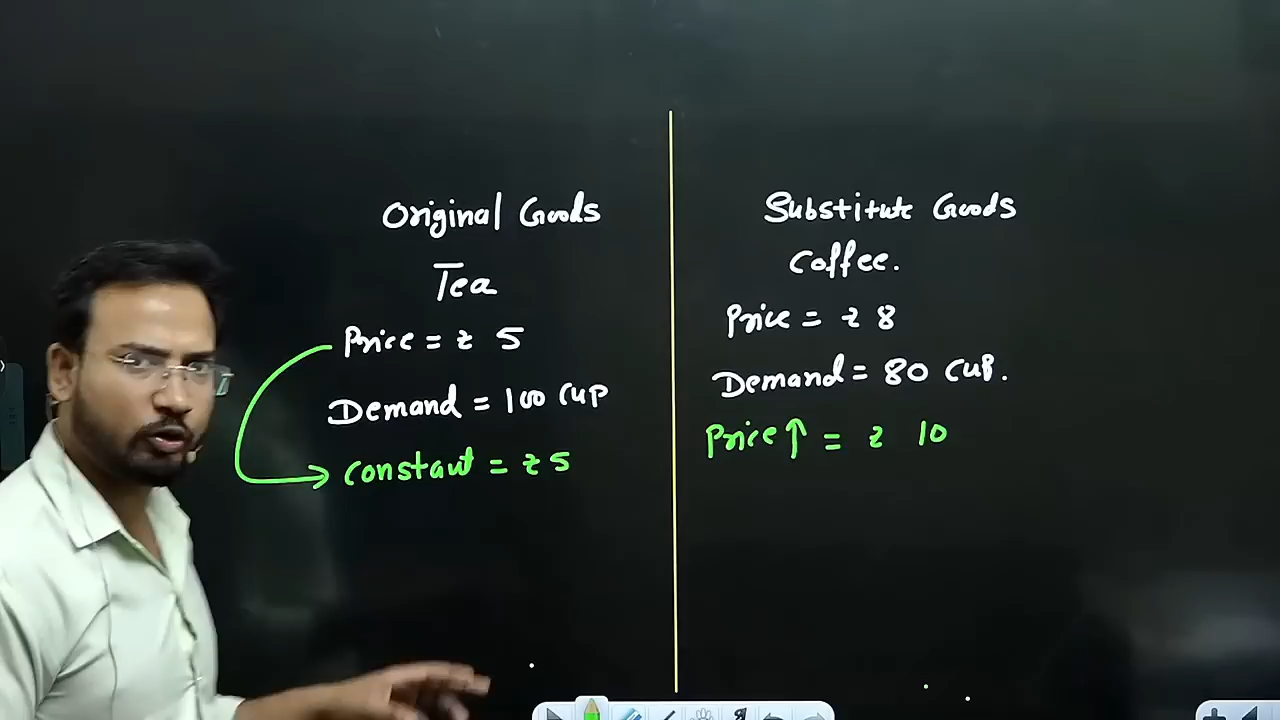 Original Goods
Tea
Price = ₹ 5
Demand = 100 Cup
Constant = ₹ 5
Substitute Goods
Coffee.
Price = ₹ 8
Demand = 80 Cup.
Price ↑ = ₹ 10